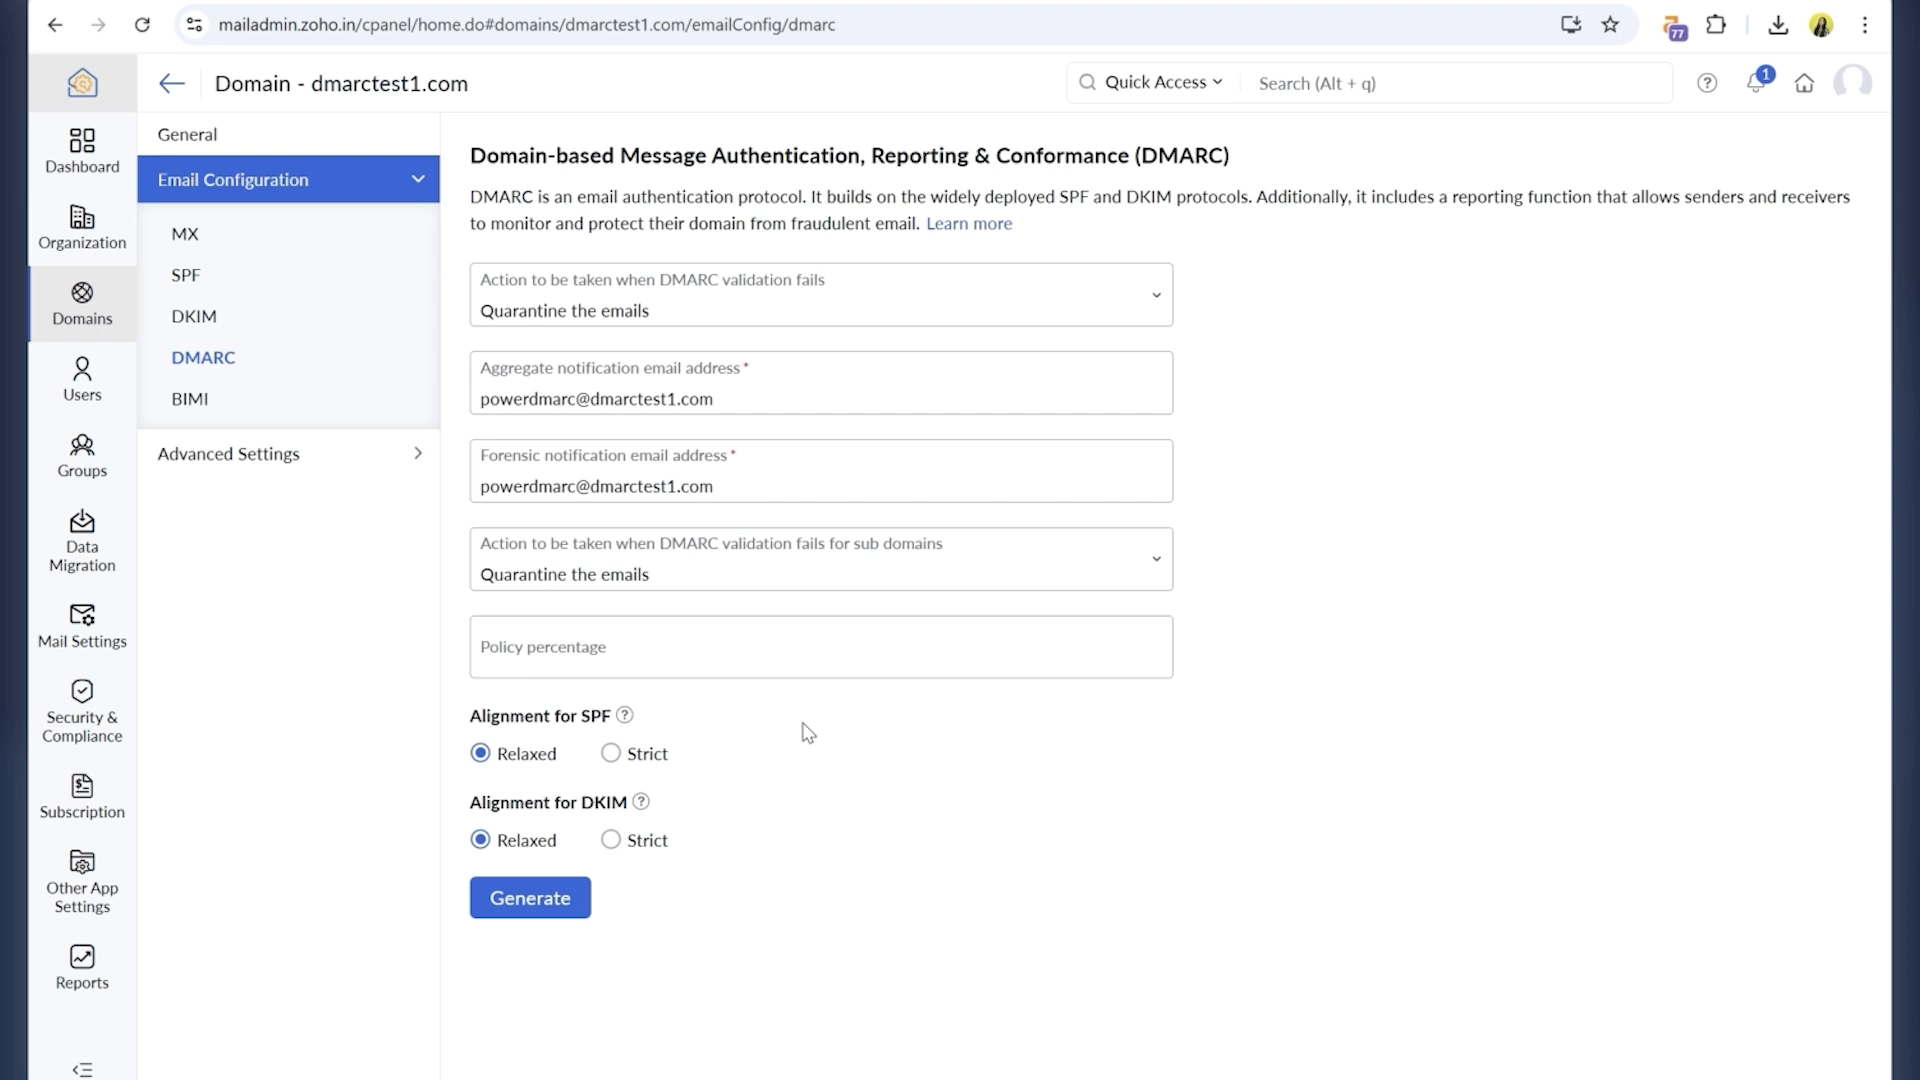 mailadmin.zoho.in/cpanel/home.do#domains/dmarctest1.com/emailConfig/dmarc
77
Domain - dmarctest1.com
Quick Access
Search (Alt + q)
1
Dashboard
Organization
Domains
Users
Groups
Data
Migration
Mail Settings
Security &
Compliance
Subscription
Other App
Settings
Reports
General
Email Configuration
MX
SPF
DKIM
DMARC
BIMI
Advanced Settings
Domain-based Message Authentication, Reporting & Conformance (DMARC)
DMARC is an email authentication protocol. It builds on the widely deployed SPF and DKIM protocols. Additionally, it includes a reporting function that allows senders and receivers
to monitor and protect their domain from fraudulent email. Learn more
Action to be taken when DMARC validation fails
Quarantine the emails
Aggregate notification email address *
powerdmarc@dmarctest1.com
Forensic notification email address *
powerdmarc@dmarctest1.com
Action to be taken when DMARC validation fails for sub domains
Quarantine the emails
Policy percentage
Alignment for SPF ?
Relaxed Strict
Alignment for DKIM ?
Relaxed Strict
Generate